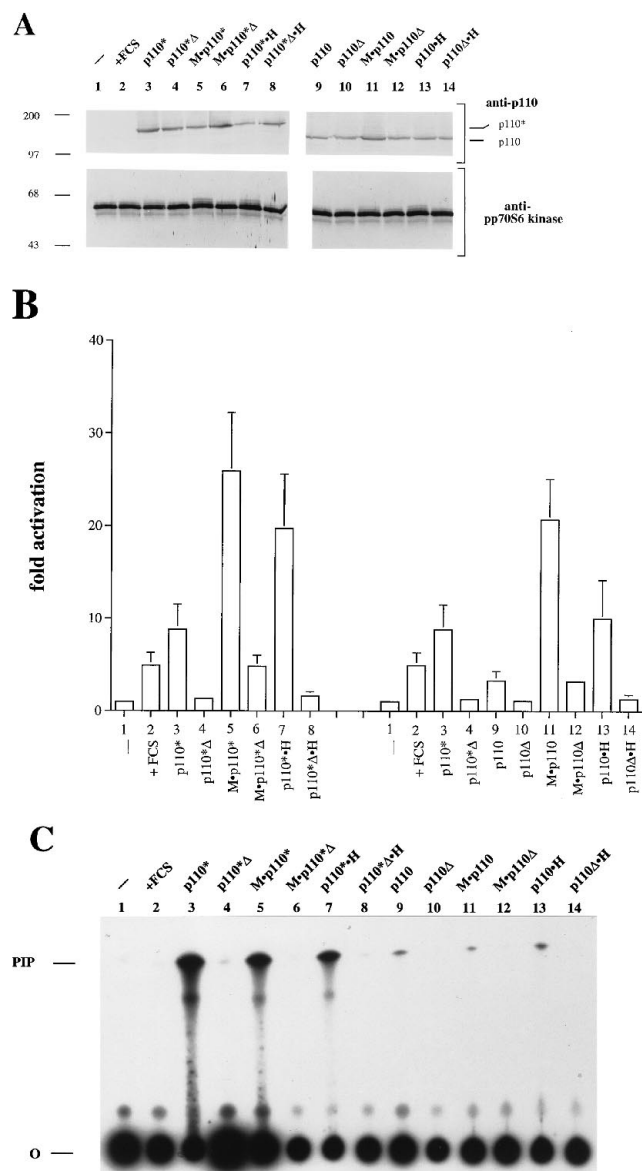 A
— +FCS p110* p110*Δ M•p110* M•p110*Δ p110*•H p110*Δ•H p110 p110Δ M•p110 M•p110Δ p110•H p110Δ•H
1 2 3 4 5 6 7 8 9 10 11 12 13 14
anti-p110
200
p110*
p110
97
68
anti-
pp70S6 kinase
43
B
40
30
20
10
0
fold activation
1 2 3 4 5 6 7 8 1 2 3 4 9 10 11 12 13 14
— + FCS p110* p110*Δ M•p110* M•p110*Δ p110*•H p110*Δ•H — + FCS p110* p110*Δ p110 p110Δ M•p110 M•p110Δ p110•H p110Δ•H
C
— +FCS p110* p110*Δ M•p110* M•p110*Δ p110*•H p110*Δ•H p110 p110Δ M•p110 M•p110Δ p110•H p110Δ•H
1 2 3 4 5 6 7 8 9 10 11 12 13 14
PIP
O